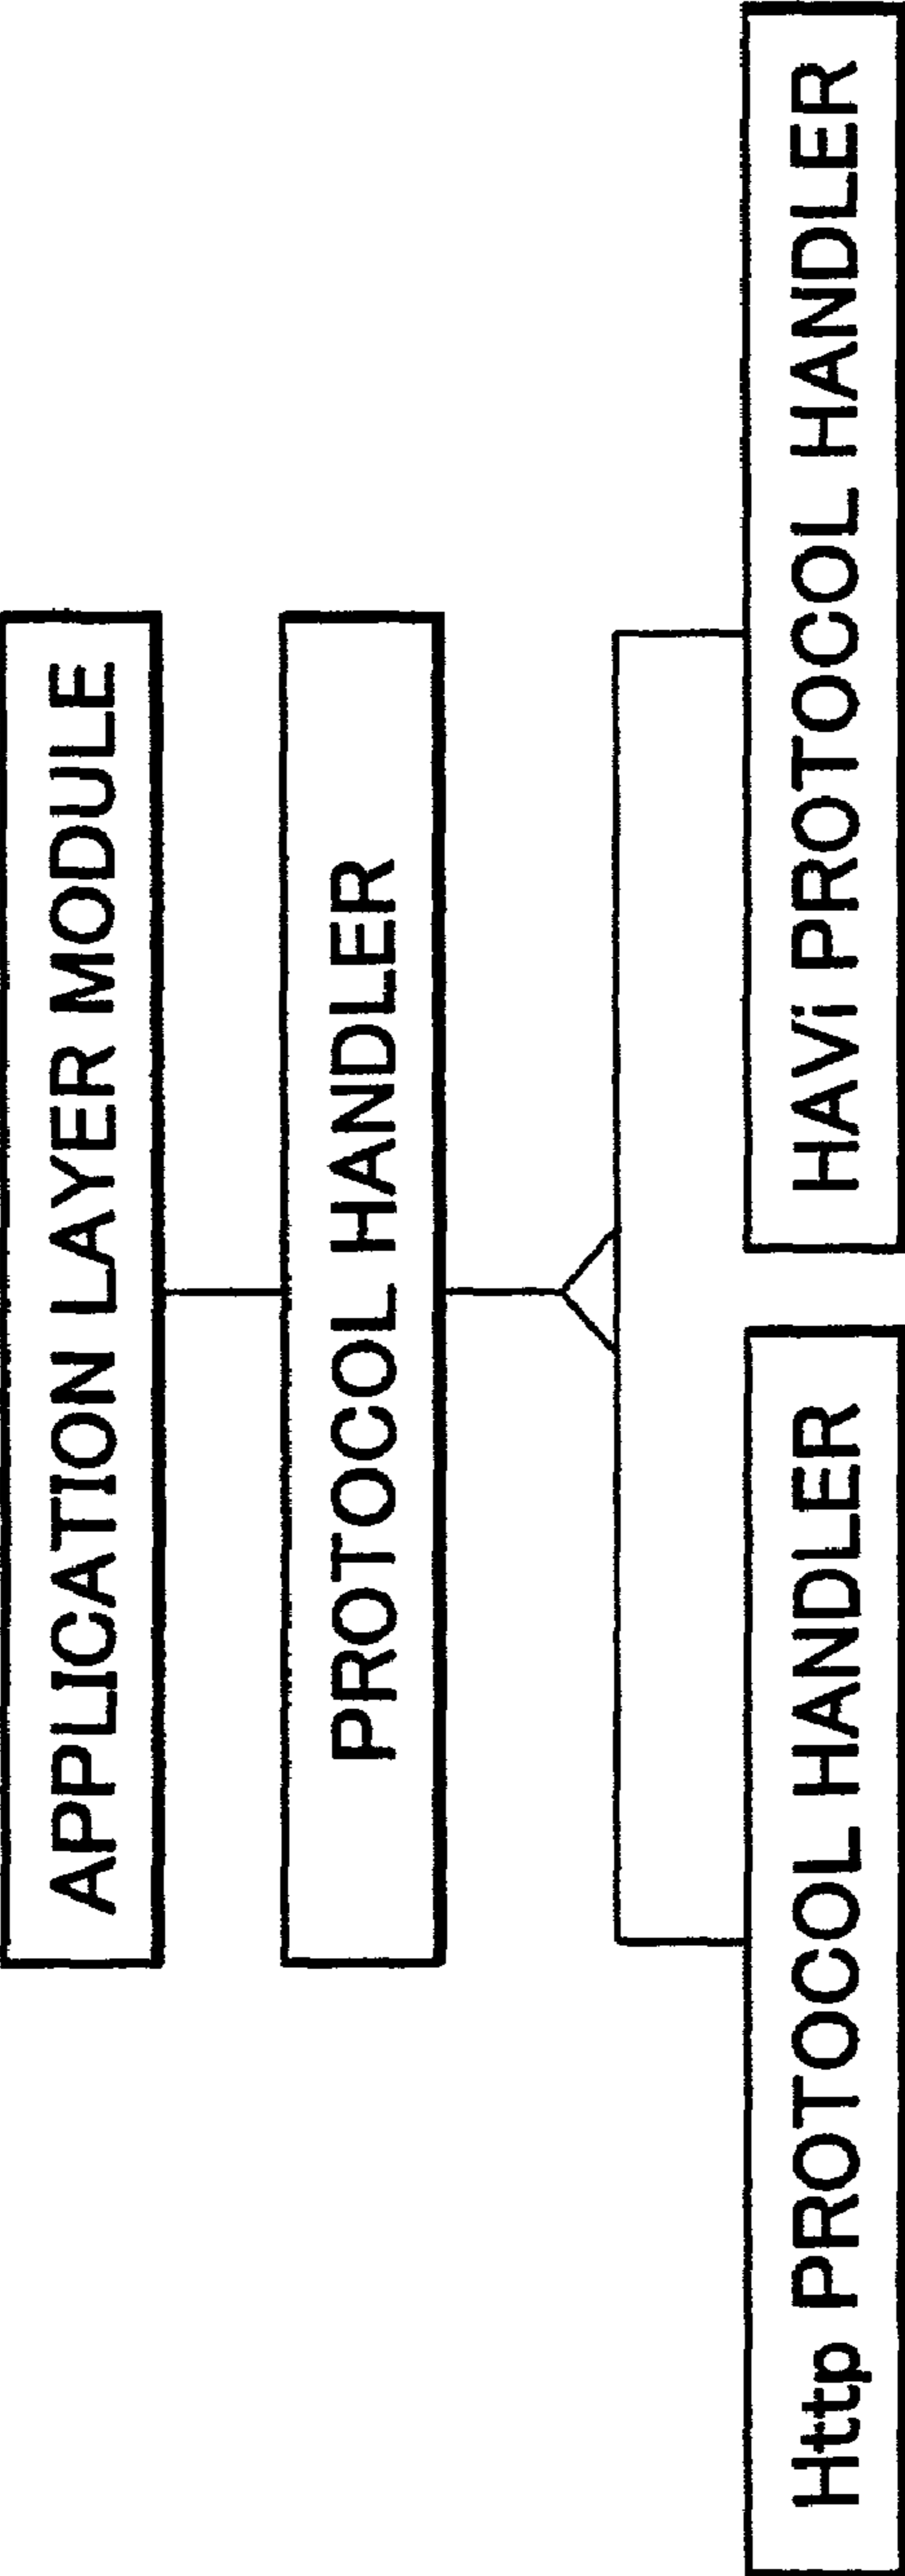 APPLICATION LAYER MODULE
PROTOCOL HANDLER
Http PROTOCOL HANDLER
HAVi PROTOCOL HANDLER